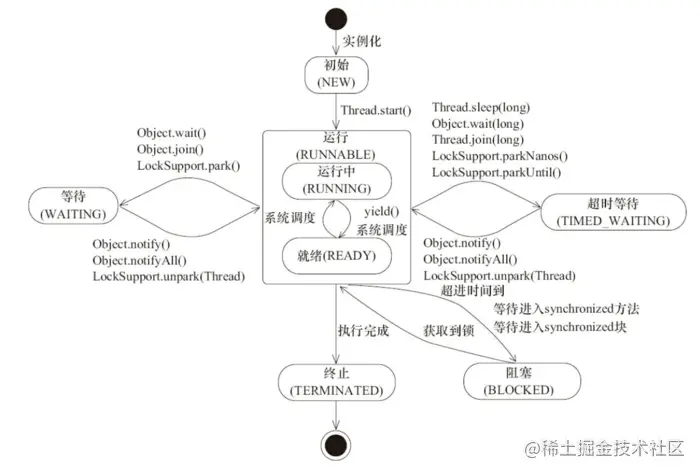 实例化
初始
(NEW)
Thread.start()
Object.wait()
Object.join()
LockSupport.park()
等待
(WAITING)
Object.notify()
Object.notifyAll()
LockSupport.unpark(Thread)
运行
(RUNNABLE)
运行中
(RUNNING)
系统调度
yield()
系统调度
就绪(READY)
Thread.sleep(long)
Object.wait(long)
Thread.join(long)
LockSupport.parkNanos()
LockSupport.parkUntil()
超时等待
(TIMED_WAITING)
Object.notify()
Object.notifyAll()
LockSupport.unpark(Thread)
超进时间到
等待进入synchronized方法
等待进入synchronized块
获取到锁
阻塞
(BLOCKED)
执行完成
终止
(TERMINATED)
@稀土掘金技术社区